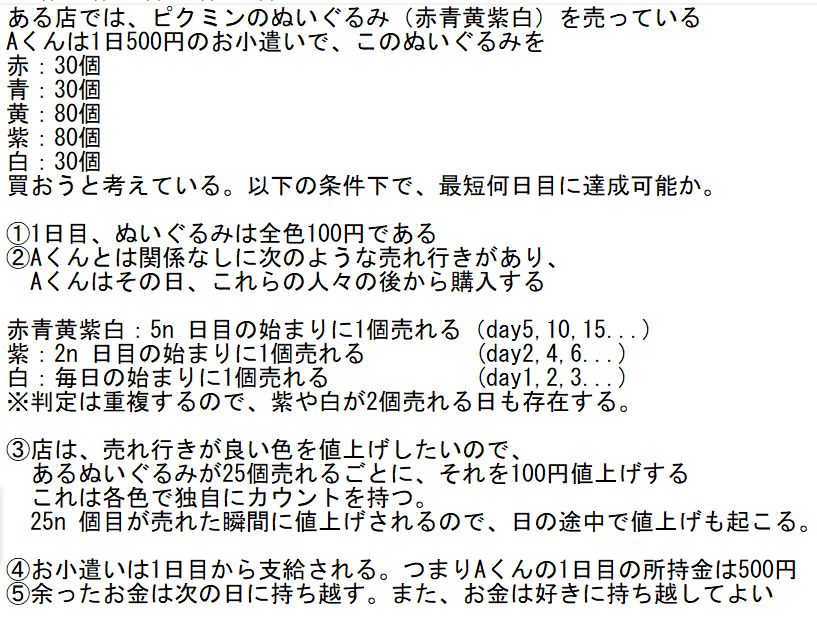 ある店では、ピクミンのぬいぐるみ（赤青黄紫白）を売っている
Aくんは1日500円のお小遣いで、このぬいぐるみを
赤：30個
青：30個
黄：80個
紫：80個
白：30個
買おうと考えている。以下の条件下で、最短何日目に達成可能か。
①1日目、ぬいぐるみは全色100円である
②Aくんとは関係なしに次のような売れ行きがあり、
Aくんはその日、これらの人々の後から購入する
赤青黄紫白：5n 日目の始まりに1個売れる（day5,10,15...）
紫：2n 日目の始まりに1個売れる （day2,4,6...）
白：毎日の始まりに1個売れる （day1,2,3...）
※判定は重複するので、紫や白が2個売れる日も存在する。
③店は、売れ行きが良い色を値上げしたいので、
あるぬいぐるみが25個売れるごとに、それを100円値上げする
これは各色で独自にカウントを持つ。
25n 個目が売れた瞬間に値上げされるので、日の途中で値上げも起こる。
④お小遣いは1日目から支給される。つまりAくんの1日目の所持金は500円
⑤余ったお金は次の日に持ち越す。また、お金は好きに持ち越してよい